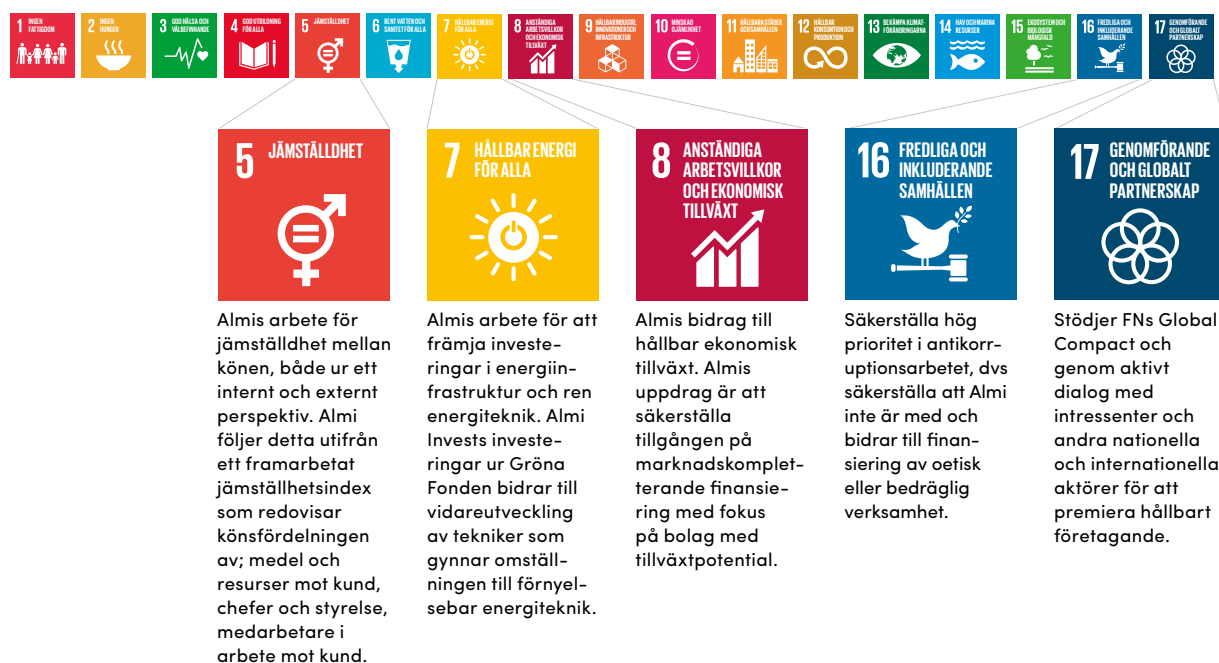 1 INGEN
FATTIGDOM
2 INGEN
HUNGER
3 GOD HÄLSA OCH
VÄLBEFINNANDE
4 GOD UTBILDNING
FÖR ALLA
5 JÄMSTÄLLDHET
6 RENT VATTEN OCH
SANITET FÖR ALLA
7 HÅLLBAR ENERGI
FÖR ALLA
8 ANSTÄNDIGA
ARBETSVILLKOR
OCH EKONOMISK
TILLVÄXT
9 HÅLLBAR INDUSTRI,
INNOVATIONER OCH
INFRASTRUKTUR
10 MINSKAD
OJÄMLIKHET
11 HÅLLBARA STÄDER
OCH SAMHÄLLEN
12 HÅLLBAR
KONSUMTION OCH
PRODUKTION
13 BEKÄMPA KLIMAT-
FÖRÄNDRINGARNA
14 HAV OCH MARINA
RESURSER
15 EKOSYSTEM OCH
BIOLOGISK
MÅNGFALD
16 FREDLIGA OCH
INKLUDERANDE
SAMHÄLLEN
17 GENOMFÖRANDE
OCH GLOBALT
PARTNERSKAP
5 JÄMSTÄLLDHET
Almis arbete för
jämställdhet mellan
könen, både ur ett
internt och externt
perspektiv. Almi
följer detta utifrån
ett framarbetat
jämställhetsindex
som redovisar
könsfördelningen
av; medel och
resurser mot kund,
chefer och styrelse,
medarbetare i
arbete mot kund.
7 HÅLLBAR ENERGI
FÖR ALLA
Almis arbete för att
främja investe-
ringar i energiin-
frastruktur och ren
energiteknik. Almi
Invests investe-
ringar ur Gröna
Fonden bidrar till
vidareutveckling
av tekniker som
gynnar omställ-
ningen till förnyel-
sebar energiteknik.
8 ANSTÄNDIGA
ARBETSVILLKOR
OCH EKONOMISK
TILLVÄXT
Almis bidrag till
hållbar ekonomisk
tillväxt. Almis
uppdrag är att
säkerställa
tillgången på
marknadskomplet-
terande finansie-
ring med fokus
på bolag med
tillväxtpotential.
16 FREDLIGA OCH
INKLUDERANDE
SAMHÄLLEN
Säkerställa hög
prioritet i antikorr-
uptionsarbetet, dvs
säkerställa att Almi
inte är med och
bidrar till finan-
siering av oetisk
eller bedräglig
verksamhet.
17 GENOMFÖRANDE
OCH GLOBALT
PARTNERSKAP
Stödjer FNs Global
Compact och
genom aktivt
dialog med
intressenter och
andra nationella
och internationella
aktörer för att
premiera hållbart
företagande.